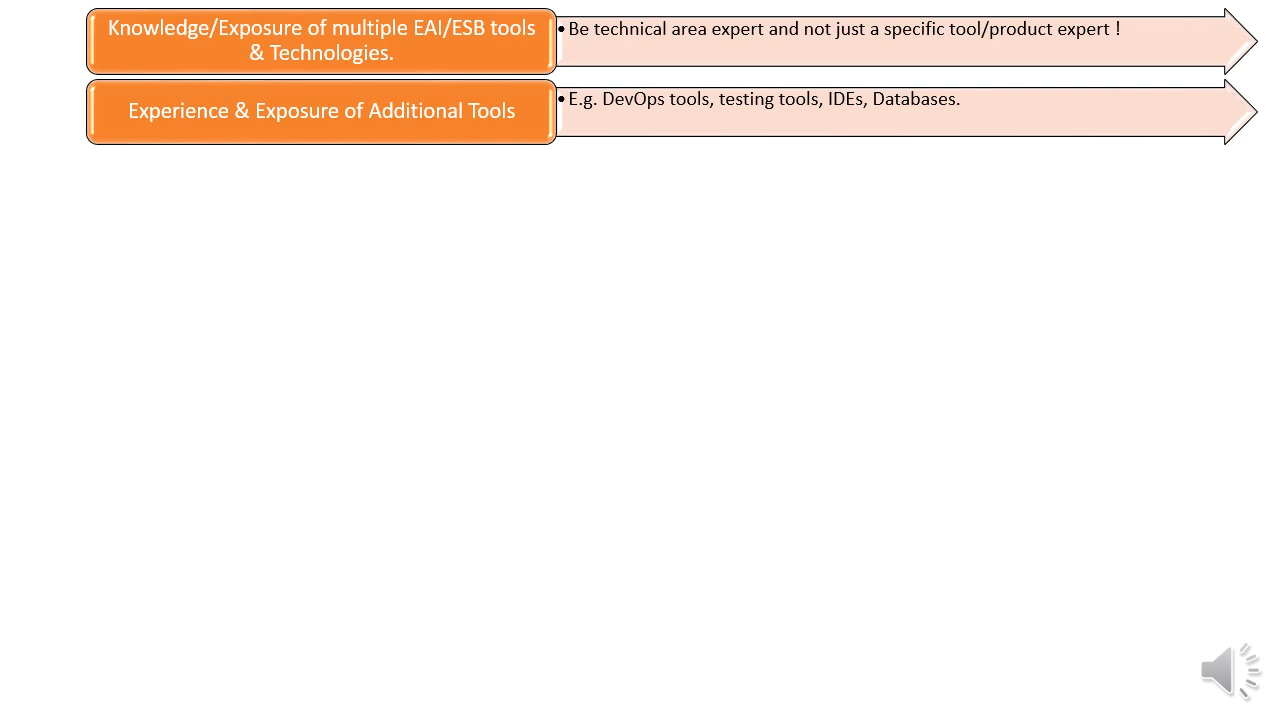 Knowledge/Exposure of multiple EAI/ESB tools
& Technologies.
• Be technical area expert and not just a specific tool/product expert !
Experience & Exposure of Additional Tools
• E.g. DevOps tools, testing tools, IDEs, Databases.